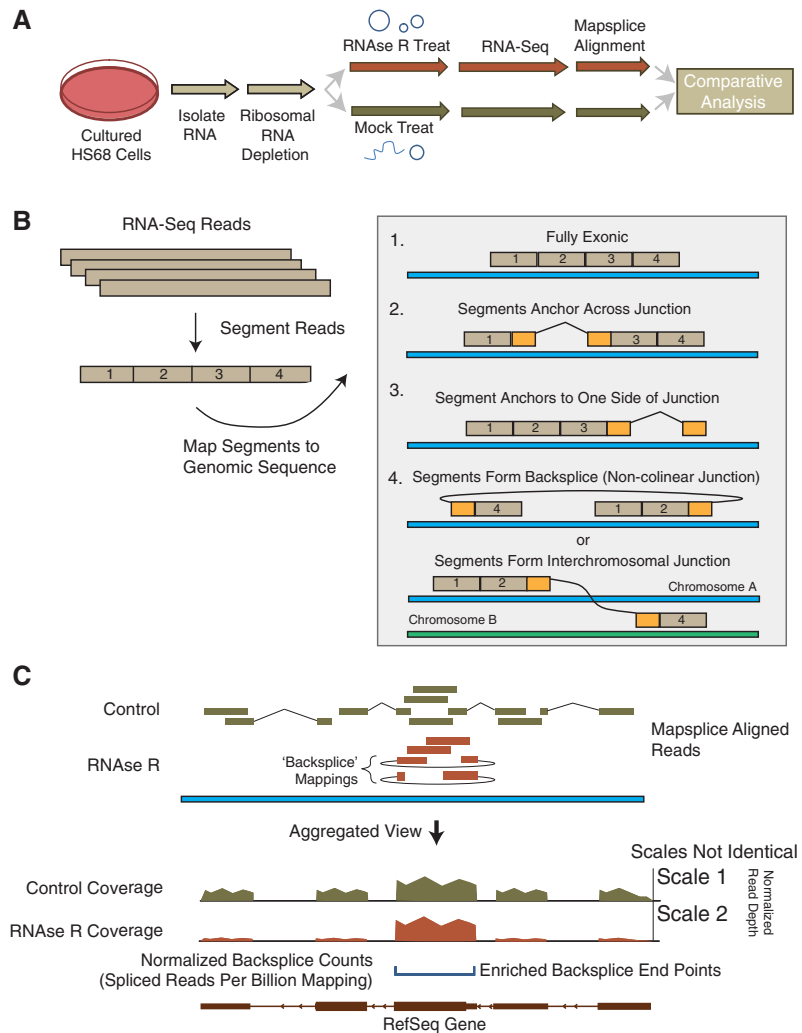 A
RNAse R Treat
RNA-Seq
Mapsplice
Alignment
Cultured
HS68 Cells
Isolate
RNA
Ribosomal
RNA
Depletion
Mock Treat
Comparative
Analysis
B
RNA-Seq Reads
Segment Reads
1 2 3 4
Map Segments to
Genomic Sequence
1.
Fully Exonic
1 2 3 4
2.
Segments Anchor Across Junction
1 3 4
3.
Segment Anchors to One Side of Junction
1 2 3
4.
Segments Form Backsplice (Non-colinear Junction)
4 1 2
or
Segments Form Interchromosomal Junction
1 2
Chromosome A
Chromosome B
4
C
Control
Mapsplice Aligned
Reads
RNAse R
'Backsplice'
Mappings
Aggregated View
Scales Not Identical
Control Coverage
Scale 1
RNAse R Coverage
Scale 2
Normalized
Read Depth
Normalized Backsplice Counts
(Spliced Reads Per Billion Mapping)
Enriched Backsplice End Points
RefSeq Gene